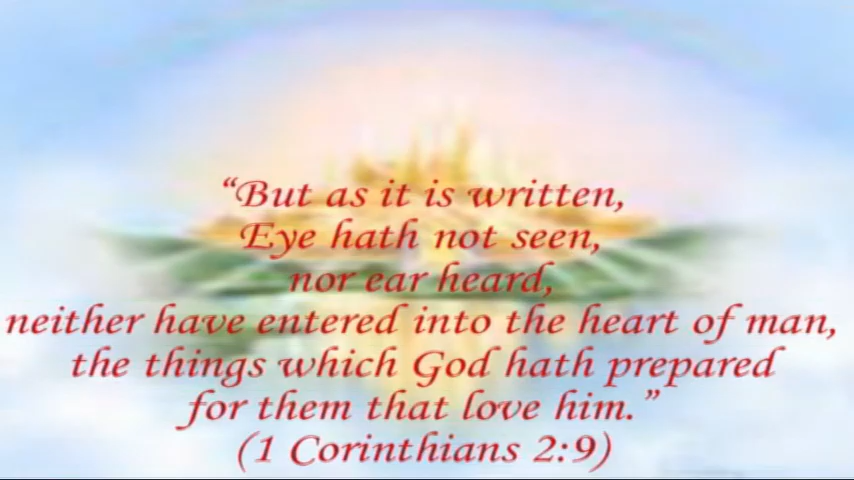 “But as it is written,
Eye hath not seen,
nor ear heard,
neither have entered into the heart of man,
the things which God hath prepared
for them that love him.”
(1 Corinthians 2:9)